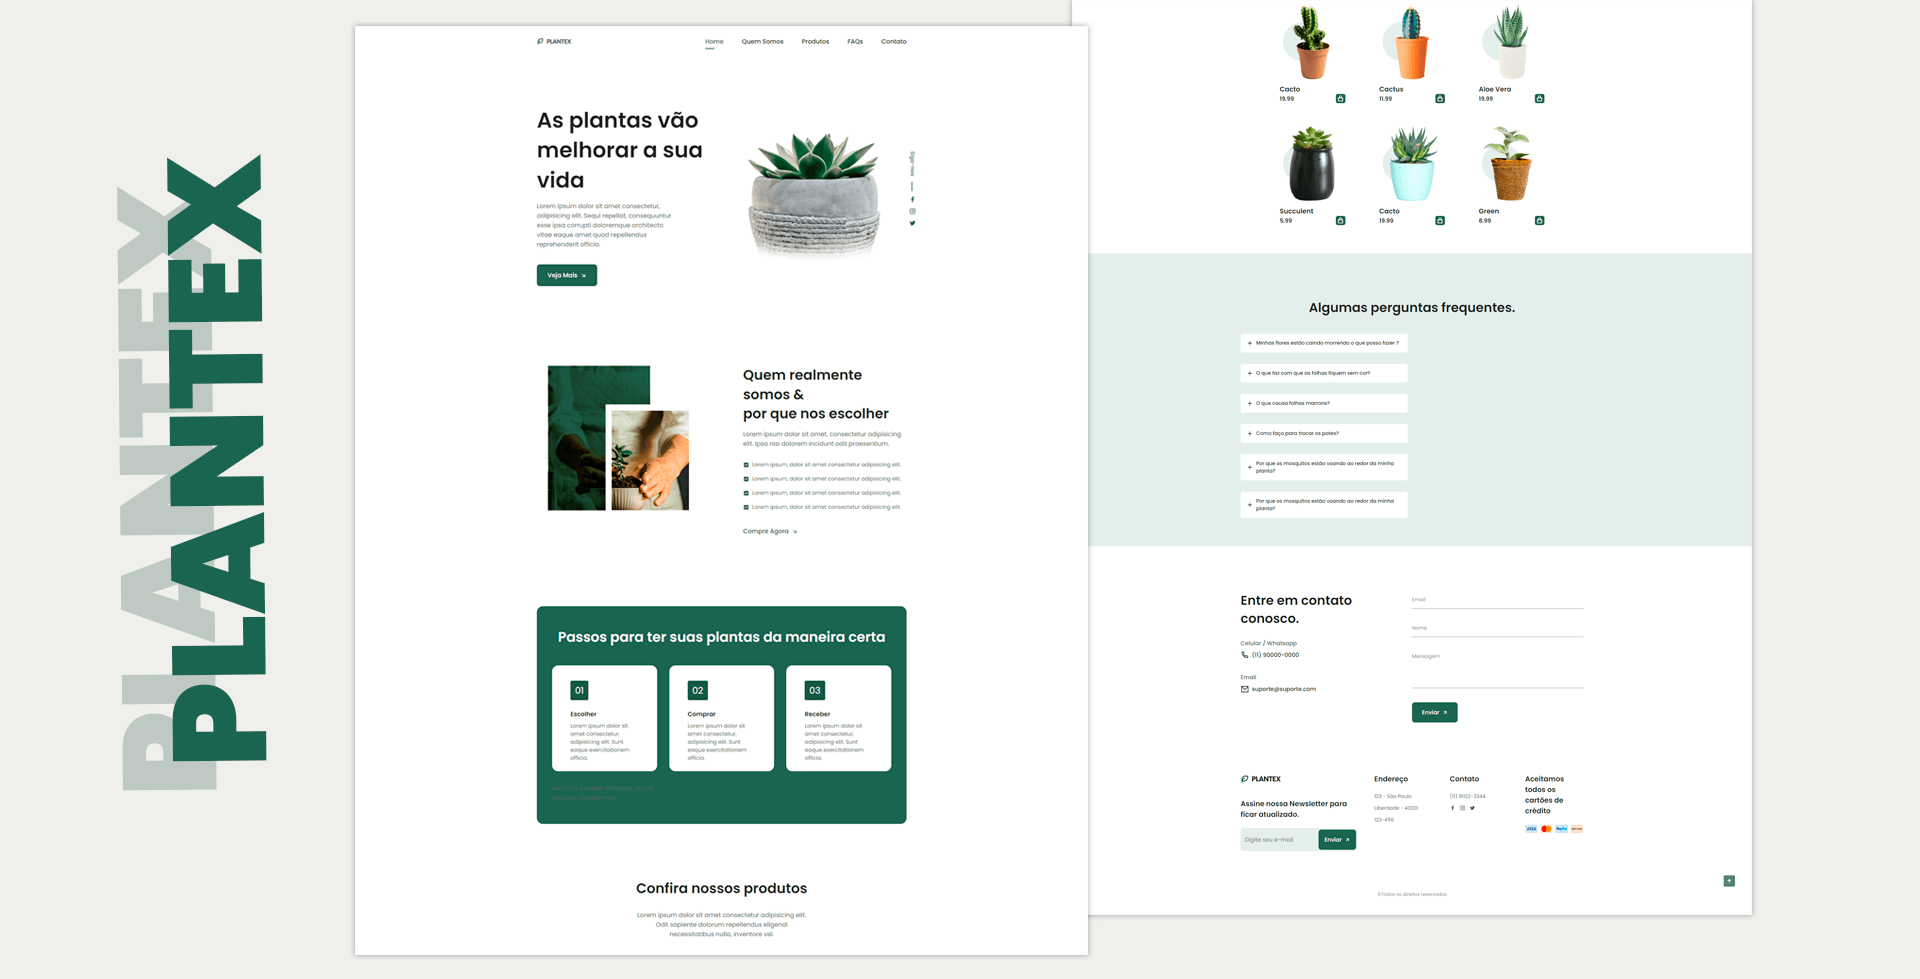 PLANTEX
PLANTEX
PLANTEX
Home
Quem Somos
Produtos
FAQs
Contato
As plantas vão
melhorar a sua
vida
Lorem ipsum dolor sit amet consectetur,
adipisicing elit. Sequi repellat, consequuntur
esse ipsa corrupti doloremque architecto
vitae eaque amet quod repellendus
reprehenderit officia.
Veja Mais
Siga-nos
Quem realmente
somos &
por que nos escolher
Lorem ipsum dolor sit amet, consectetur adipisicing
elit. Ipsa nisi dolorem incidunt odit praesentium.
Lorem ipsum, dolor sit amet consectetur adipisicing elit.
Lorem ipsum, dolor sit amet consectetur adipisicing elit.
Lorem ipsum, dolor sit amet consectetur adipisicing elit.
Lorem ipsum, dolor sit amet consectetur adipisicing elit.
Compre Agora
Passos para ter suas plantas da maneira certa
01
Escolher
Lorem ipsum dolor sit
amet consectetur,
adipisicing elit. Sunt
eaque exercitationem
officia.
02
Comprar
Lorem ipsum dolor sit
amet consectetur,
adipisicing elit. Sunt
eaque exercitationem
officia.
03
Receber
Lorem ipsum dolor sit
amet consectetur,
adipisicing elit. Sunt
eaque exercitationem
officia.
Confira nossos produtos
Lorem ipsum dolor sit amet consectetur adipisicing elit.
Odit sapiente dolorum repellendus eligendi
necessitatibus nulla, inventore vel.
Cacto
19.99
Cactus
11.99
Aloe Vera
19.99
Succulent
5.99
Cacto
19.99
Green
8.99
Algumas perguntas frequentes.
+ Minhas flores estão caindo morrendo o que posso fazer ?
+ O que faz com que as folhas fiquem sem cor?
+ O que causa folhas marrons?
+ Como faço para trocar os potes?
+ Por que os mosquitos estão voando ao redor da minha
planta?
+ Por que os mosquitos estão voando ao redor da minha
planta?
Entre em contato
conosco.
Celular / Whatsapp
(11) 90000-0000
Email
suporte@suporte.com
Email
Nome
Mensagem
Enviar
PLANTEX
Assine nossa Newsletter para
ficar atualizado.
Digite seu e-mail
Enviar
Endereço
123 - São Paulo
Liberdade - 43201
123-456
Contato
(11) 91122-3344
Aceitamos
todos os
cartões de
crédito
VISA
PayPal
©Todos os direitos reservados